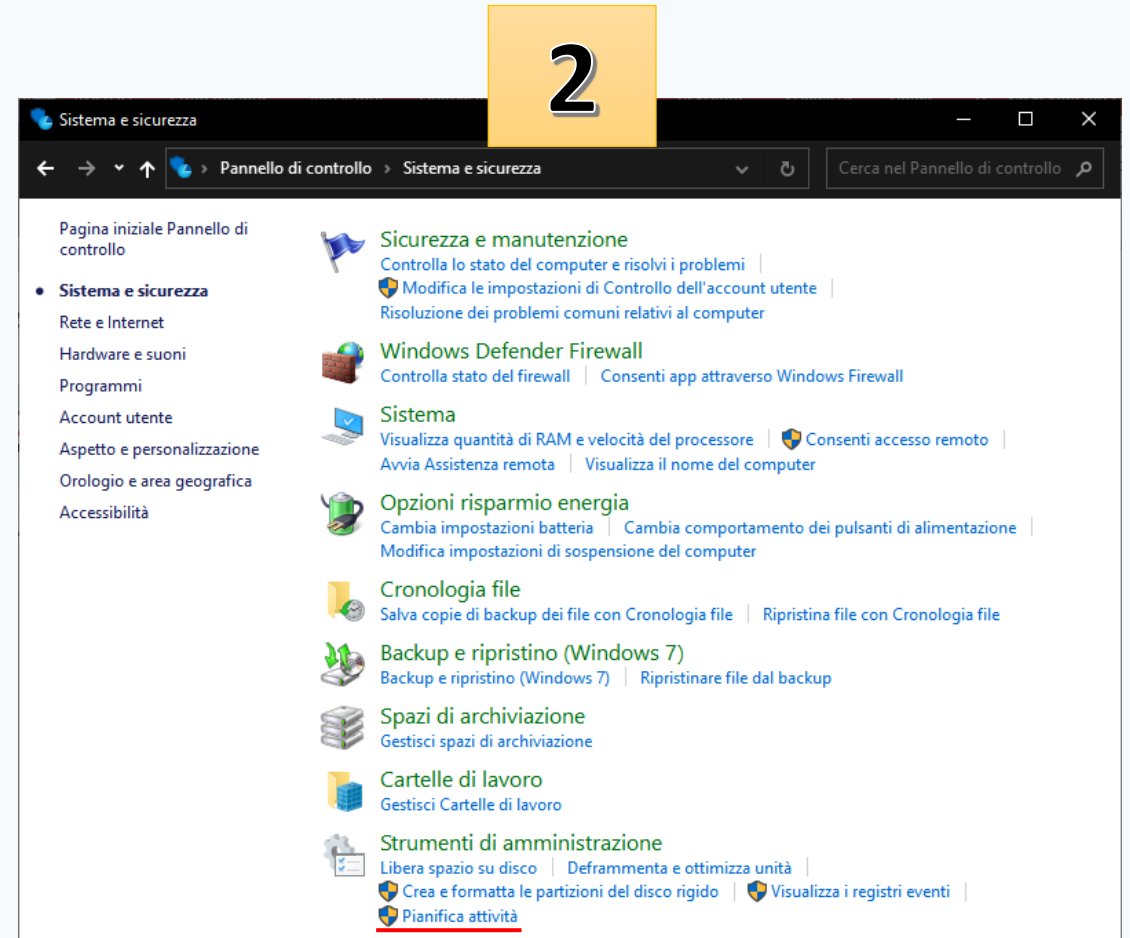 2
Sistema e sicurezza
Pannello di controllo > Sistema e sicurezza
Cerca nel Pannello di controllo
Pagina iniziale Pannello di
controllo
Sistema e sicurezza
Rete e Internet
Hardware e suoni
Programmi
Account utente
Aspetto e personalizzazione
Orologio e area geografica
Accessibilità
Sicurezza e manutenzione
Controlla lo stato del computer e risolvi i problemi
Modifica le impostazioni di Controllo dell'account utente
Risoluzione dei problemi comuni relativi al computer
Windows Defender Firewall
Controlla stato del firewall | Consenti app attraverso Windows Firewall
Sistema
Visualizza quantità di RAM e velocità del processore | Consenti accesso remoto
Avvia Assistenza remota | Visualizza il nome del computer
Opzioni risparmio energia
Cambia impostazioni batteria | Cambia comportamento dei pulsanti di alimentazione
Modifica impostazioni di sospensione del computer
Cronologia file
Salva copie di backup dei file con Cronologia file | Ripristina file con Cronologia file
Backup e ripristino (Windows 7)
Backup e ripristino (Windows 7) | Ripristinare file dal backup
Spazi di archiviazione
Gestisci spazi di archiviazione
Cartelle di lavoro
Gestisci Cartelle di lavoro
Strumenti di amministrazione
Libera spazio su disco | Deframmenta e ottimizza unità
Crea e formatta le partizioni del disco rigido | Visualizza i registri eventi
Pianifica attività